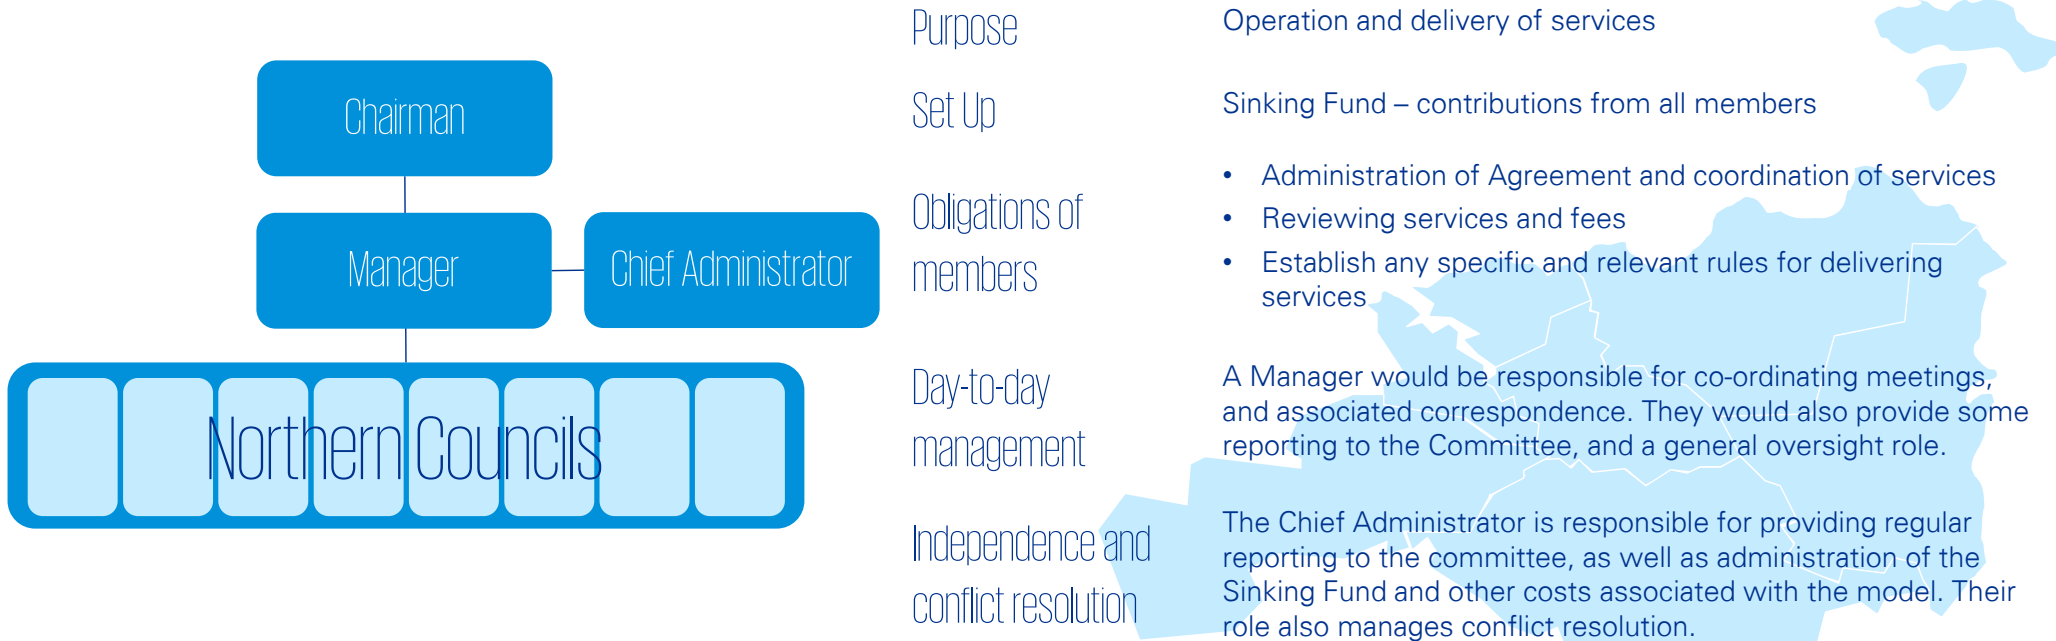 Chairman
Manager
Chief Administrator
Northern Councils
Purpose
Operation and delivery of services
Set Up
Sinking Fund – contributions from all members
Obligations of
members
• Administration of Agreement and coordination of services
• Reviewing services and fees
• Establish any specific and relevant rules for delivering
services
Day-to-day
management
A Manager would be responsible for co-ordinating meetings,
and associated correspondence. They would also provide some
reporting to the Committee, and a general oversight role.
Independence and
conflict resolution
The Chief Administrator is responsible for providing regular
reporting to the committee, as well as administration of the
Sinking Fund and other costs associated with the model. Their
role also manages conflict resolution.